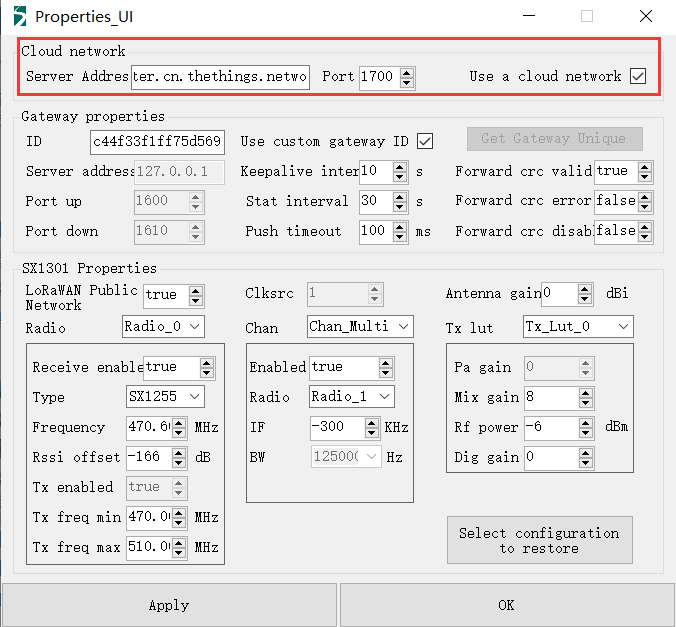 Properties_UI
Cloud network
Server Addres ter.cn.thethings.netwo Port 1700 Use a cloud network
Gateway properties
ID c44f33f1ff75d569 Use custom gateway ID Get Gateway Unique
Server address 127.0.0.1 Keepalive inter 10 s Forward crc valid true
Port up 1600 Stat interval 30 s Forward crc error false
Port down 1610 Push timeout 100 ms Forward crc disab false
SX1301 Properties
LoRaWAN Public
Network true Clksrc 1 Antenna gain 0 dBi
Radio Radio_0 Chan Chan_Multi Tx lut Tx_Lut_0
Receive enable true Enabled true Pa gain 0
Type SX1255 Radio Radio_1 Mix gain 8
Frequency 470.6 MHz IF -300 KHz Rf power -6 dBm
Rssi offset -166 dB BW 125000 Hz Dig gain 0
Tx enabled true
Tx freq min 470.0 MHz
Tx freq max 510.0 MHz
Select configuration
to restore
Apply OK